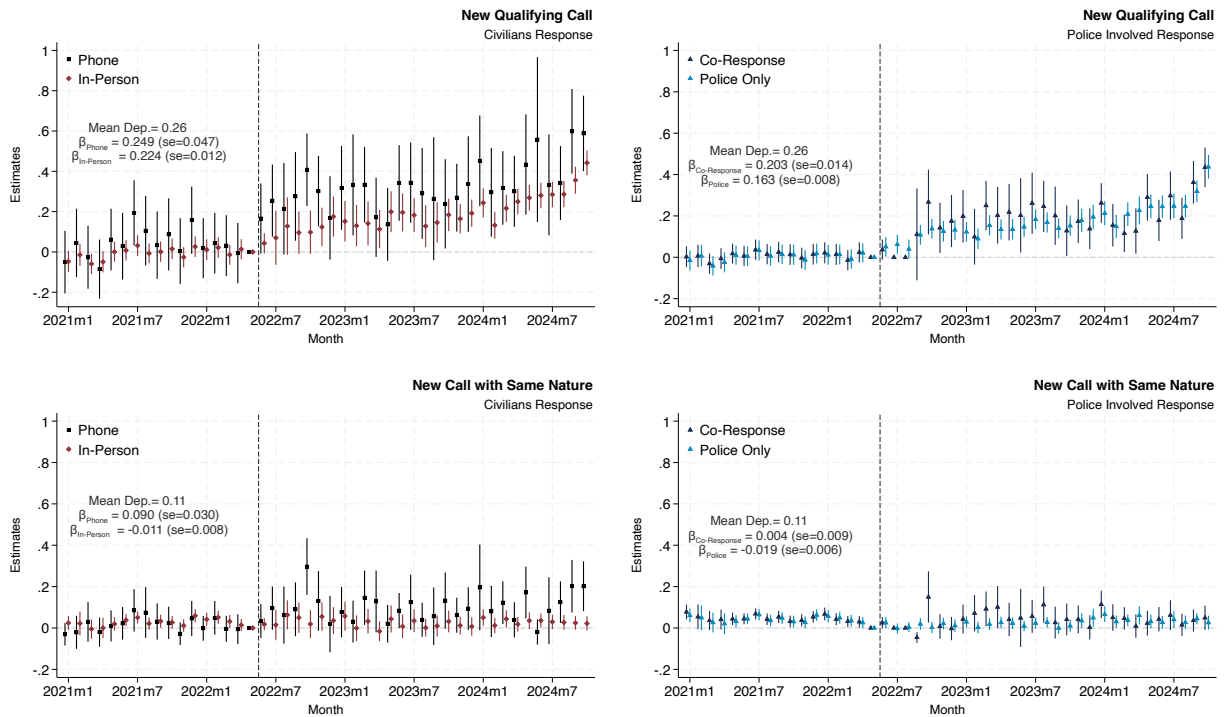 New Qualifying Call
Civilians Response
Phone
In-Person
Mean Dep.= 0.26
βPhone = 0.249 (se=0.047)
βIn-Person = 0.224 (se=0.012)
Estimates
1
.8
.6
.4
.2
0
-.2
2021m1 2021m7 2022m1 2022m7 2023m1 2023m7 2024m1 2024m7
Month
New Qualifying Call
Police Involved Response
Co-Response
Police Only
Mean Dep.= 0.26
βCo-Response = 0.203 (se=0.014)
βPolice = 0.163 (se=0.008)
Estimates
1
.8
.6
.4
.2
0
-.2
2021m1 2021m7 2022m1 2022m7 2023m1 2023m7 2024m1 2024m7
Month
New Call with Same Nature
Civilians Response
Phone
In-Person
Mean Dep.= 0.11
βPhone = 0.090 (se=0.030)
βIn-Person = -0.011 (se=0.008)
Estimates
1
.8
.6
.4
.2
0
-.2
2021m1 2021m7 2022m1 2022m7 2023m1 2023m7 2024m1 2024m7
Month
New Call with Same Nature
Police Involved Response
Co-Response
Police Only
Mean Dep.= 0.11
βCo-Response = 0.004 (se=0.009)
βPolice = -0.019 (se=0.006)
Estimates
1
.8
.6
.4
.2
0
-.2
2021m1 2021m7 2022m1 2022m7 2023m1 2023m7 2024m1 2024m7
Month